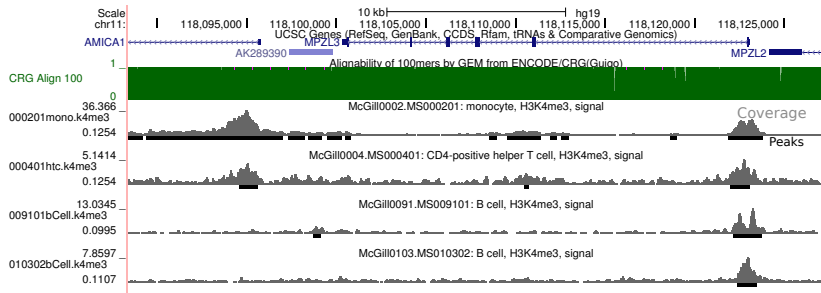 Scale 10 kb hg19
chr11: 118,095,000 118,100,000 118,105,000 118,110,000 118,115,000 118,120,000 118,125,000
UCSC Genes (RefSeq, GenBank, CCDS, Rfam, tRNAs & Comparative Genomics)
AMICA1 MPZL3
AK289390 MPZL2
Alignability of 100mers by GEM from ENCODE/CRG(Guigo)
1
CRG Align 100
0
McGill0002.MS000201: monocyte, H3K4me3, signal
36.366
000201mono.k4me3 Coverage
0.1254
Peaks
McGill0004.MS000401: CD4-positive helper T cell, H3K4me3, signal
5.1414
000401htc.k4me3
0.1254
McGill0091.MS009101: B cell, H3K4me3, signal
13.0345
009101bCell.k4me3
0.0995
McGill0103.MS010302: B cell, H3K4me3, signal
7.8597
010302bCell.k4me3
0.1107